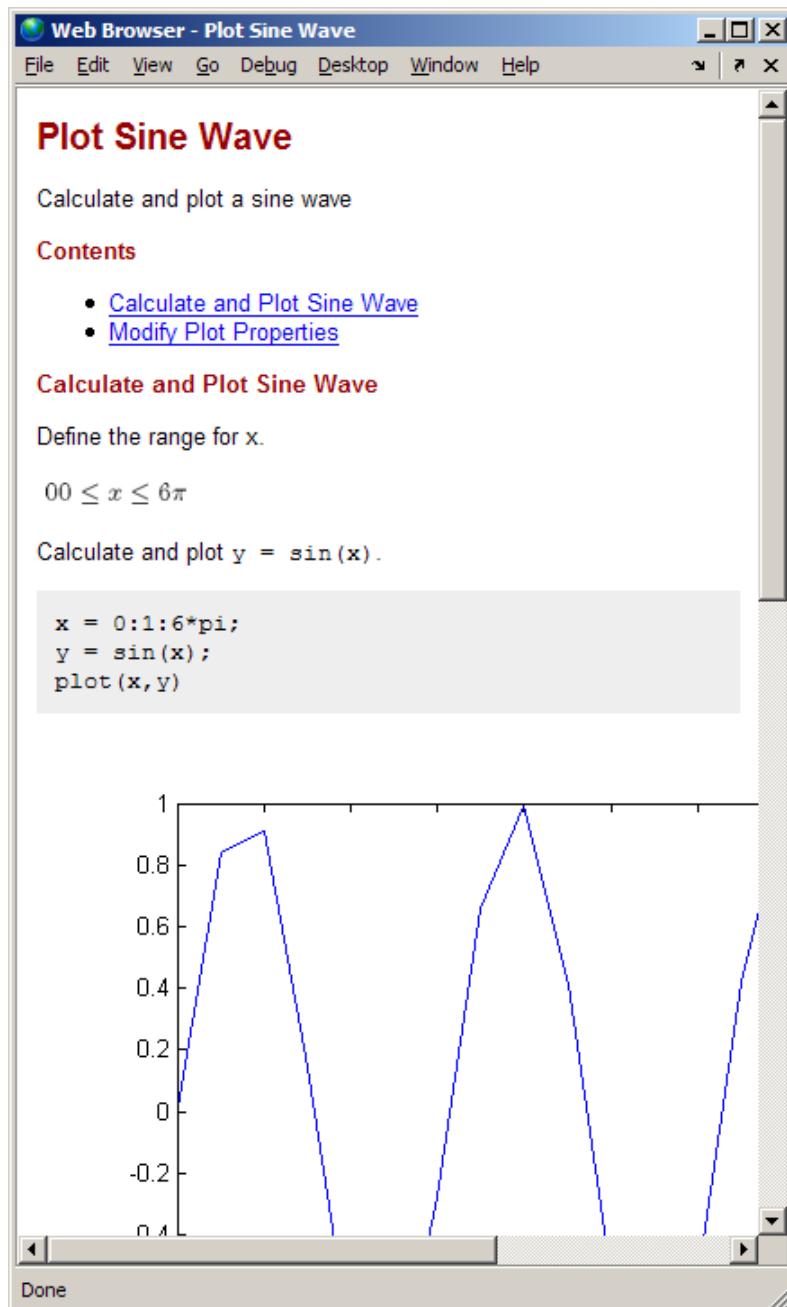 Web Browser - Plot Sine Wave
File Edit View Go Debug Desktop Window Help
Plot Sine Wave
Calculate and plot a sine wave
Contents
• Calculate and Plot Sine Wave
• Modify Plot Properties
Calculate and Plot Sine Wave
Define the range for x.
00 ≤ x ≤ 6π
Calculate and plot y = sin(x).
x = 0:1:6*pi;
y = sin(x);
plot(x,y)
1
0.8
0.6
0.4
0.2
0
-0.2
0.4
Done